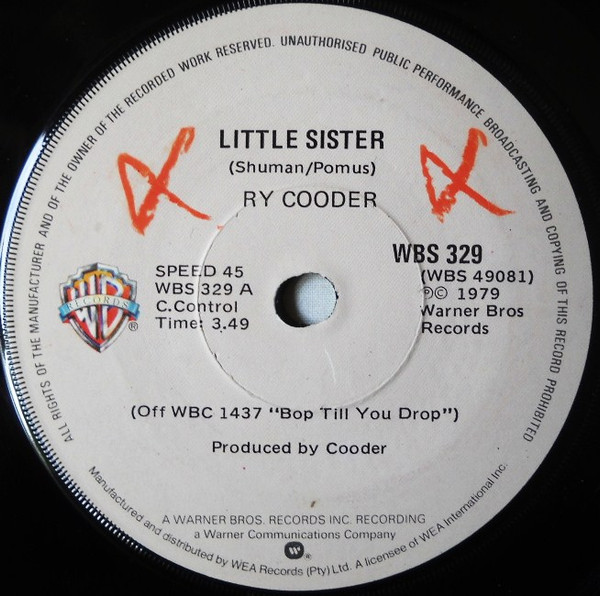 ALL RIGHTS OF THE MANUFACTURER AND OF THE OWNER OF THE RECORDED WORK RESERVED. UNAUTHORISED PUBLIC PERFORMANCE BROADCASTING AND COPYING OF THIS RECORD PROHIBITED
LITTLE SISTER
(Shuman/Pomus)
RY COODER
WB
RECORDS
®
SPEED 45
WBS 329 A
C.Control
Time: 3.49
WBS 329
(WBS 49081)
℗© 1979
Warner Bros
Records
(Off WBC 1437 "Bop Till You Drop")
Produced by Cooder
A WARNER BROS. RECORDS INC. RECORDING
a Warner Communications Company
®
Manufactured and distributed by WEA Records (Pty) Ltd. A licensee of WEA International Inc.